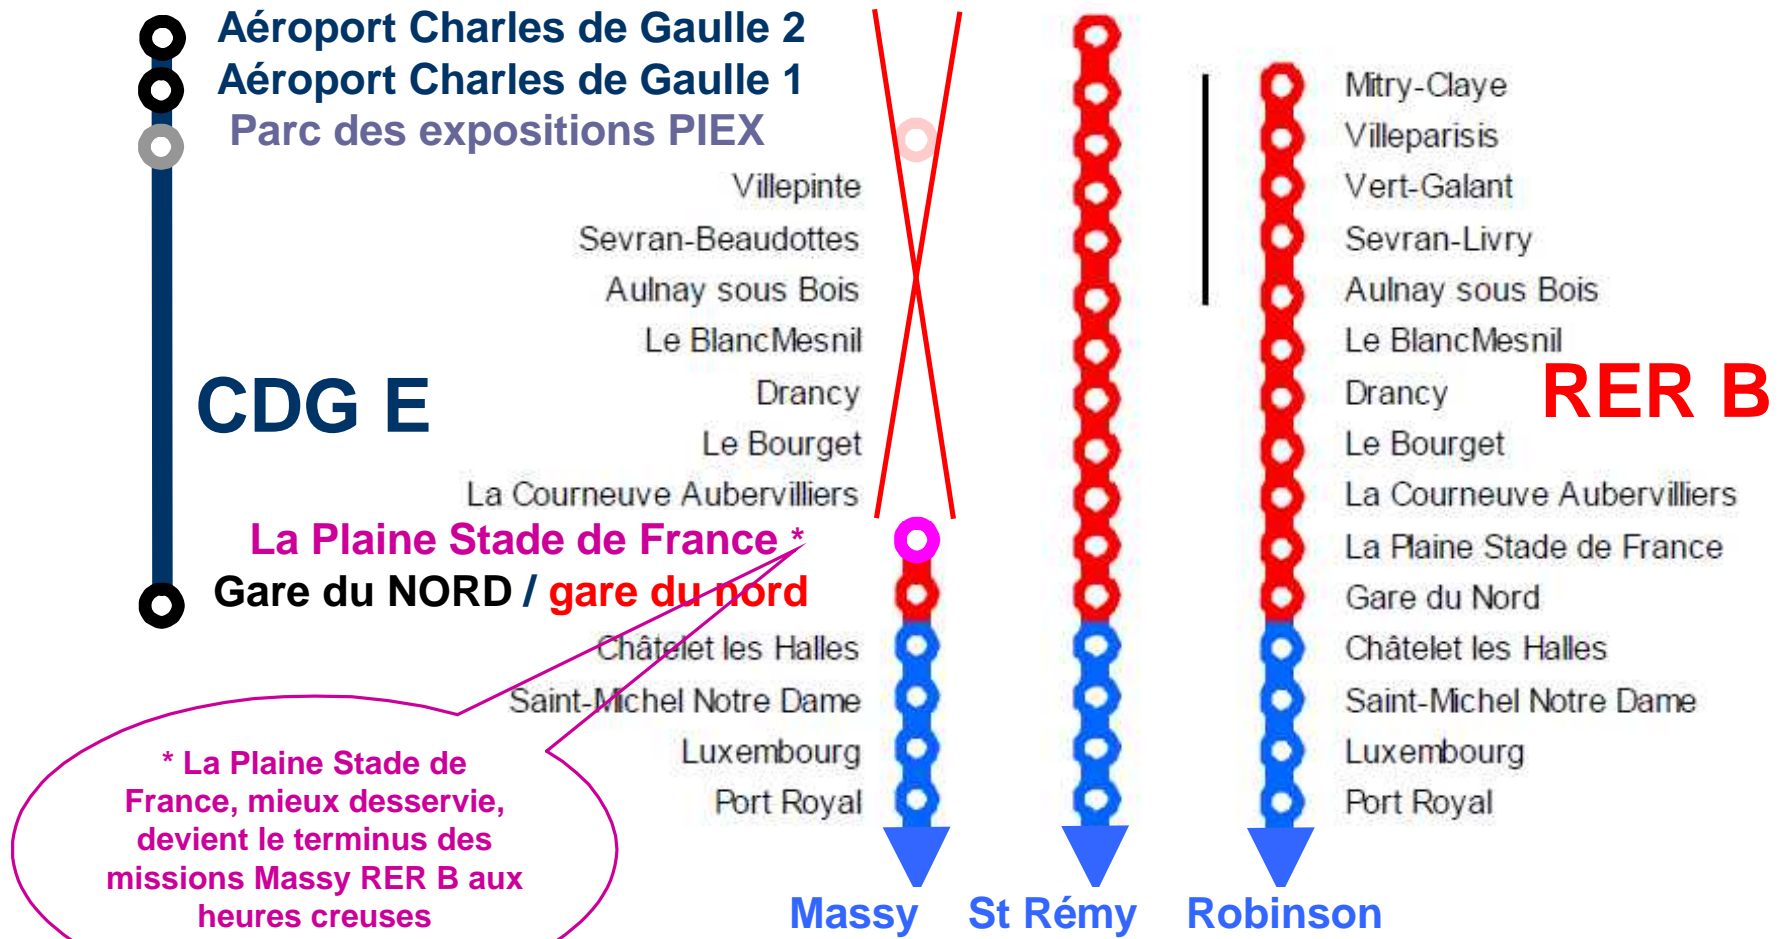 Aéroport Charles de Gaulle 2
Aéroport Charles de Gaulle 1
Parc des expositions PIEX
Villepinte
Sevran-Beaudottes
Aulnay sous Bois
Le BlancMesnil
Drancy
Le Bourget
La Courneuve Aubervilliers
La Plaine Stade de France *
Gare du NORD / gare du nord
Châtelet les Halles
Saint-Michel Notre Dame
Luxembourg
Port Royal
CDG E
Mitry-Claye
Villeparisis
Vert-Galant
Sevran-Livry
Aulnay sous Bois
Le BlancMesnil
Drancy
Le Bourget
La Courneuve Aubervilliers
La Plaine Stade de France
Gare du Nord
Châtelet les Halles
Saint-Michel Notre Dame
Luxembourg
Port Royal
RER B
* La Plaine Stade de
France, mieux desservie,
devient le terminus des
missions Massy RER B aux
heures creuses
Massy St Rémy Robinson